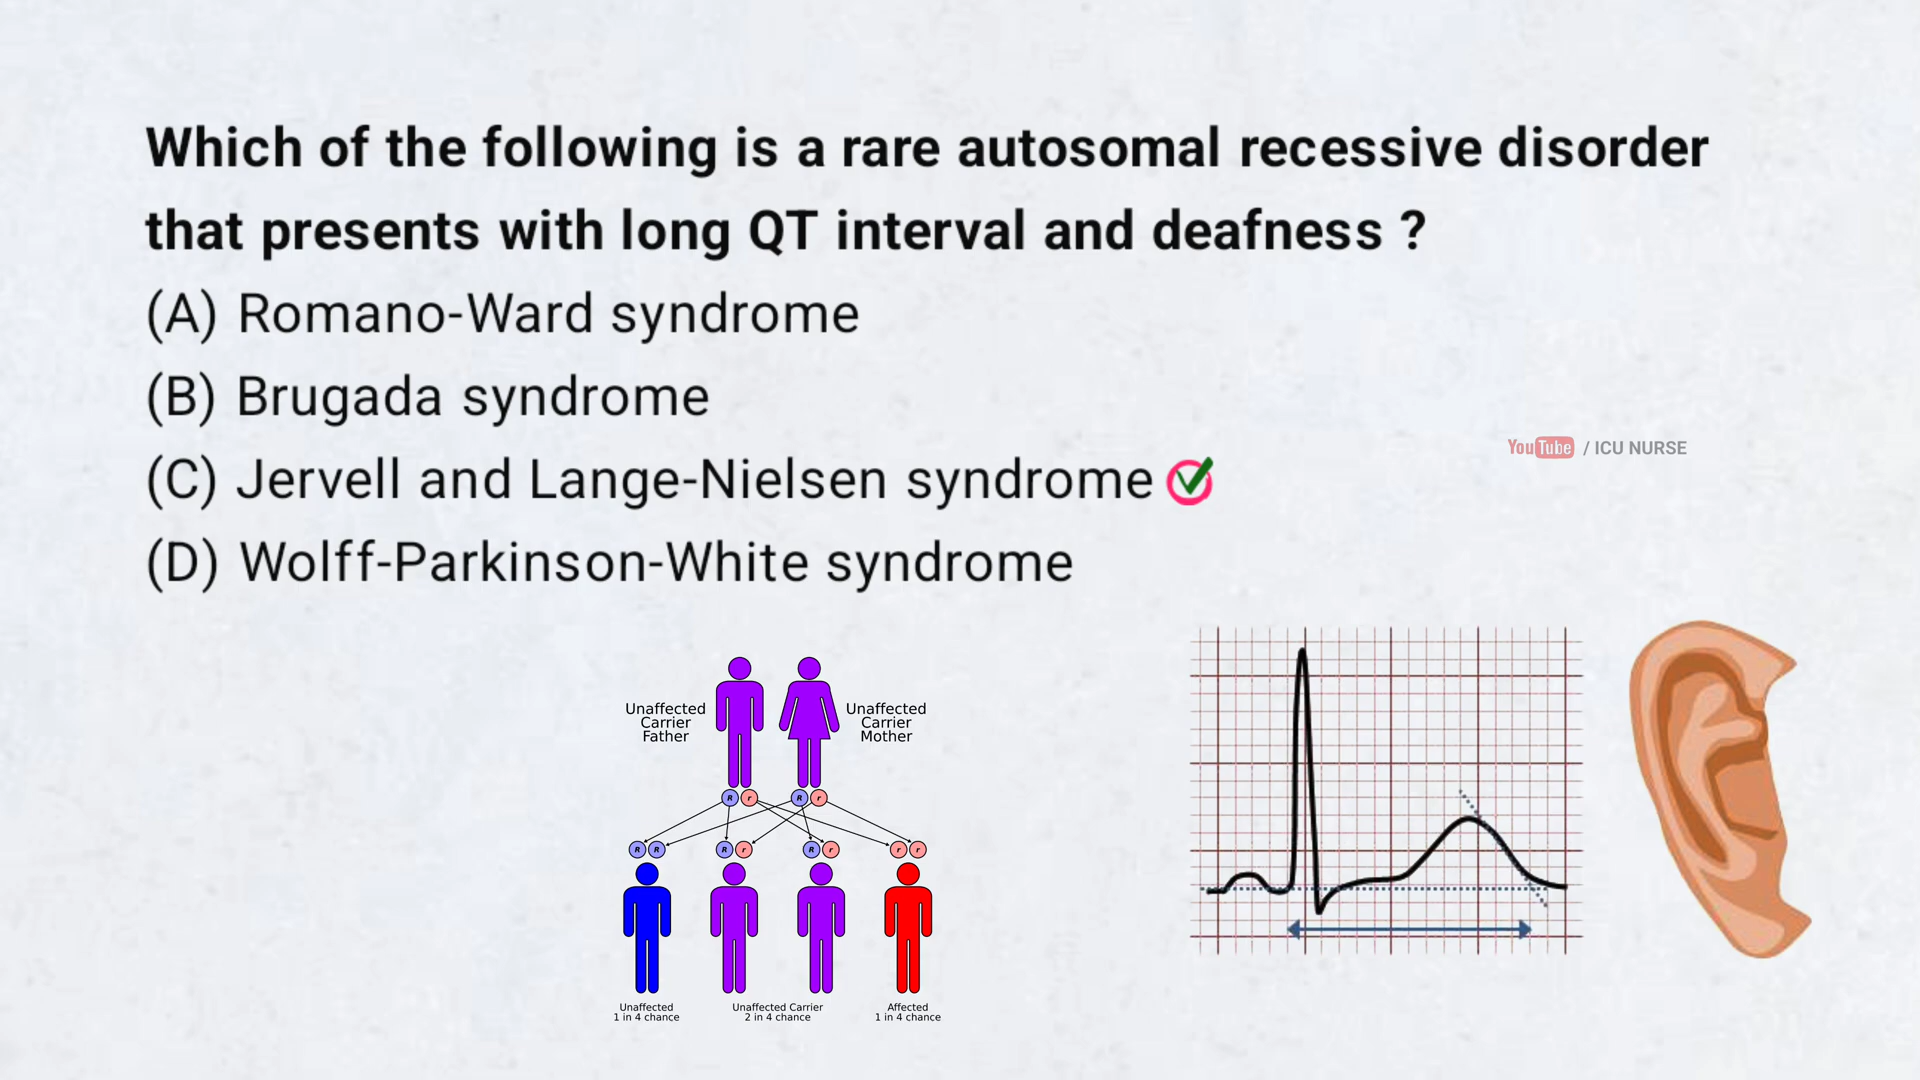 Which of the following is a rare autosomal recessive disorder
that presents with long QT interval and deafness ?
(A) Romano-Ward syndrome
(B) Brugada syndrome
(C) Jervell and Lange-Nielsen syndrome
(D) Wolff-Parkinson-White syndrome
YouTube / ICU NURSE
Unaffected
Carrier
Father
Unaffected
Carrier
Mother
R r R r
R R R r R r r r
Unaffected
1 in 4 chance
Unaffected Carrier
2 in 4 chance
Affected
1 in 4 chance